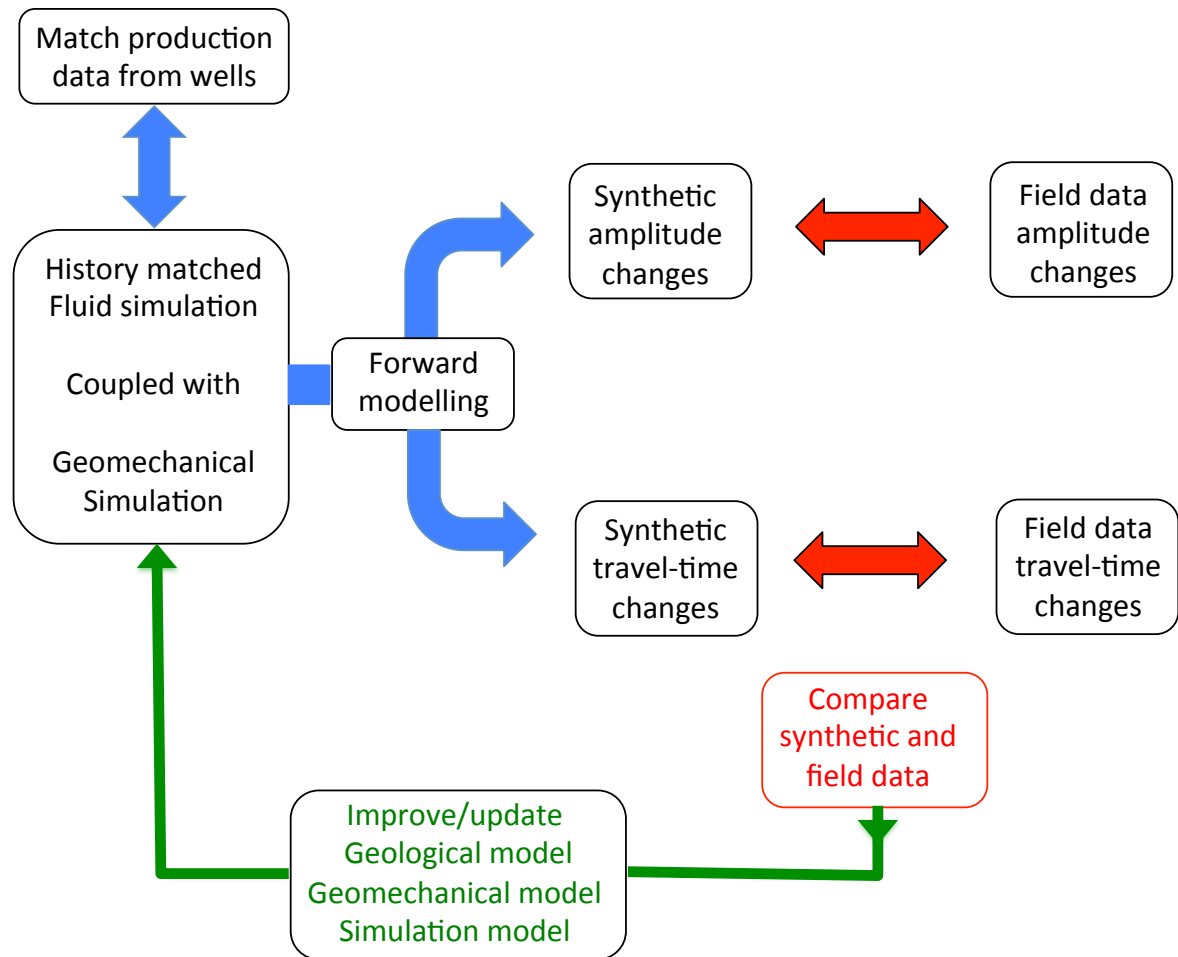 Match production
data from wells
History matched
Fluid simulation
Coupled with
Geomechanical
Simulation
Forward
modelling
Synthetic
amplitude
changes
Field data
amplitude
changes
Synthetic
travel-time
changes
Field data
travel-time
changes
Compare
synthetic and
field data
Improve/update
Geological model
Geomechanical model
Simulation model